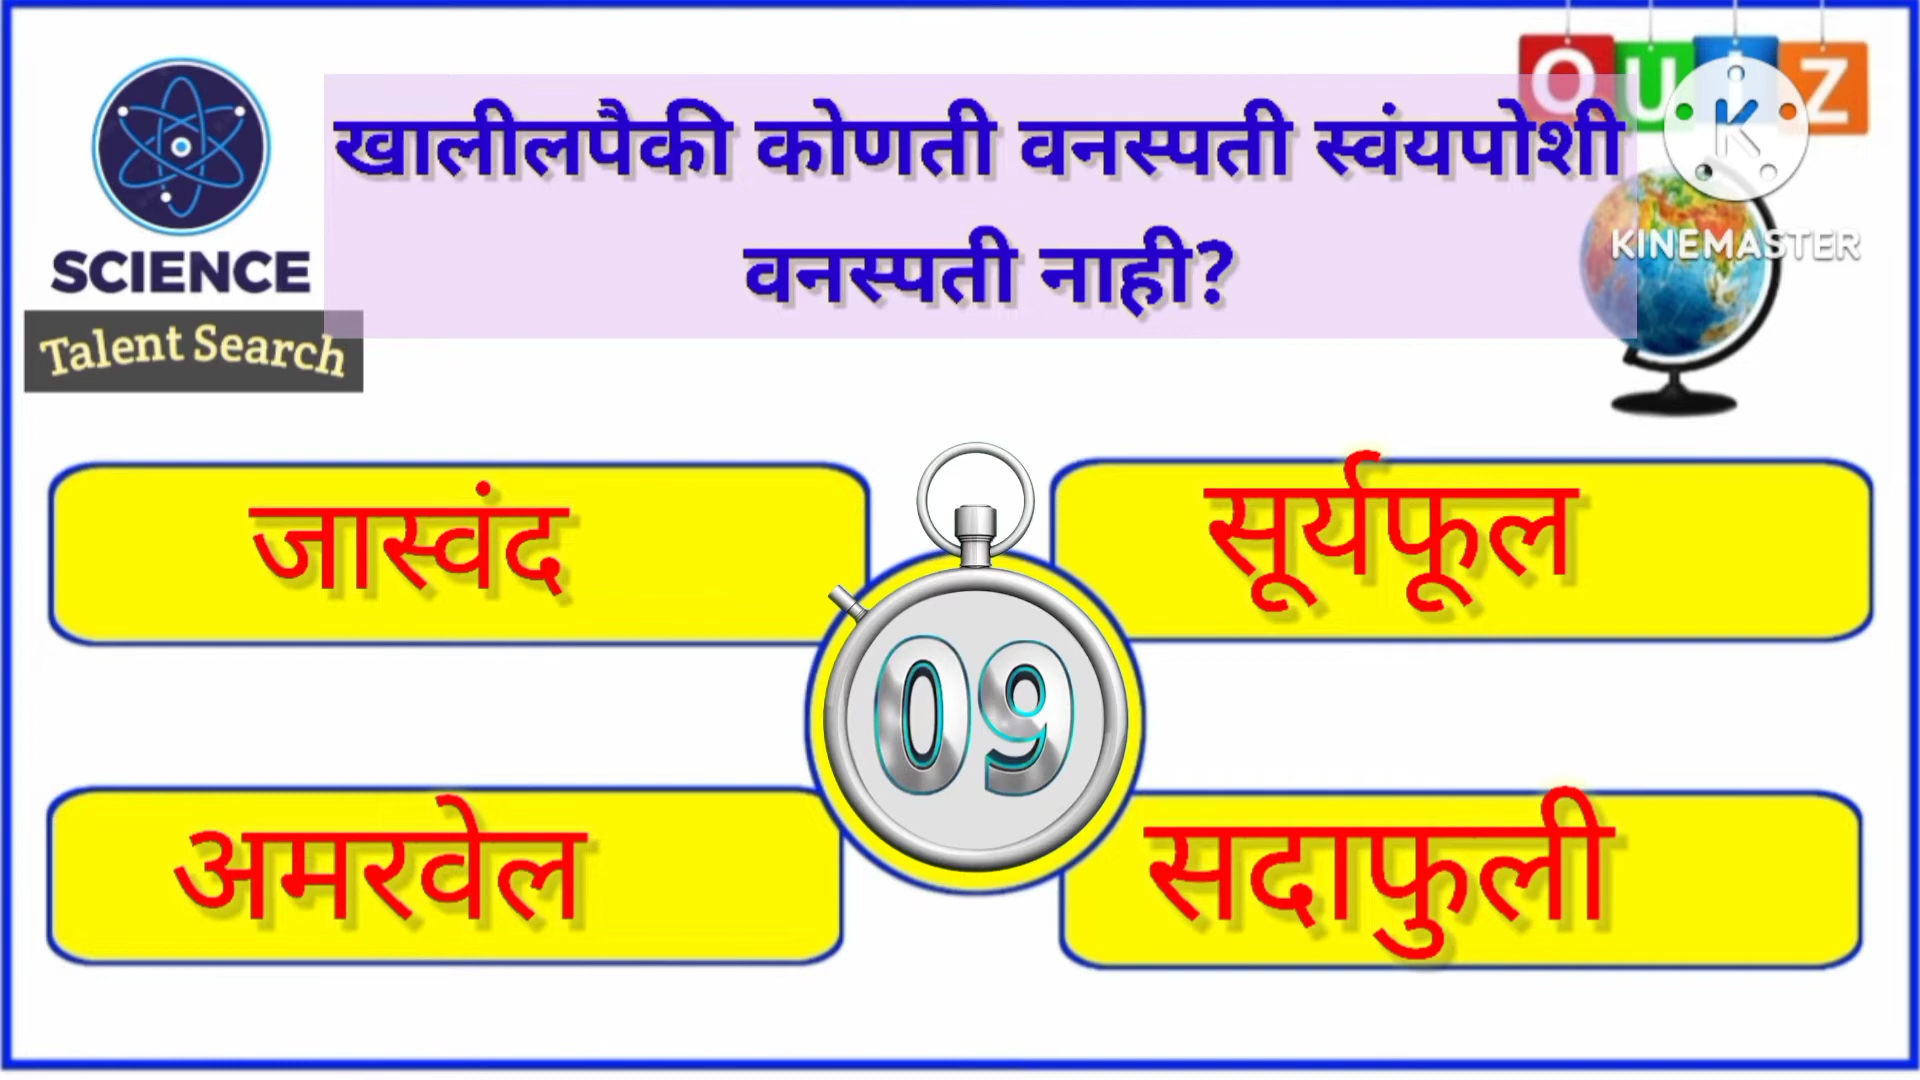 QUIZ
खालीलपैकी कोणती वनस्पती स्वंयपोशी
वनस्पती नाही?
K
KINEMASTER
SCIENCE
Talent Search
जास्वंद
सूर्यफूल
09
अमरवेल
सदाफुली